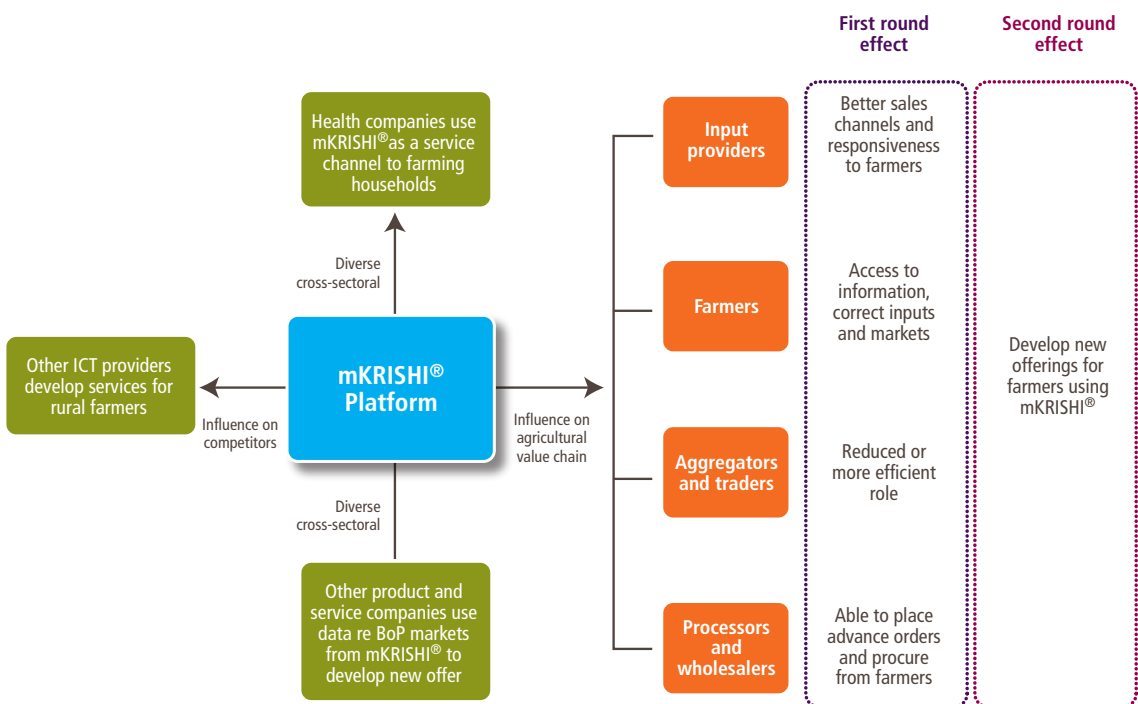 First round
effect
Second round
effect
Health companies use
mKRISHI® as a service
channel to farming
households
Diverse
cross-sectoral
Other ICT providers
develop services for
rural farmers
Influence on
competitors
mKRISHI®
Platform
Influence on
agricultural
value chain
Diverse
cross-sectoral
Other product and
service companies use
data re BoP markets
from mKRISHI® to
develop new offer
Input
providers
Better sales
channels and
responsiveness
to farmers
Farmers
Access to
information,
correct inputs
and markets
Aggregators
and traders
Reduced or
more efficient
role
Processors
and
wholesalers
Able to place
advance orders
and procure
from farmers
Develop new
offerings for
farmers using
mKRISHI®